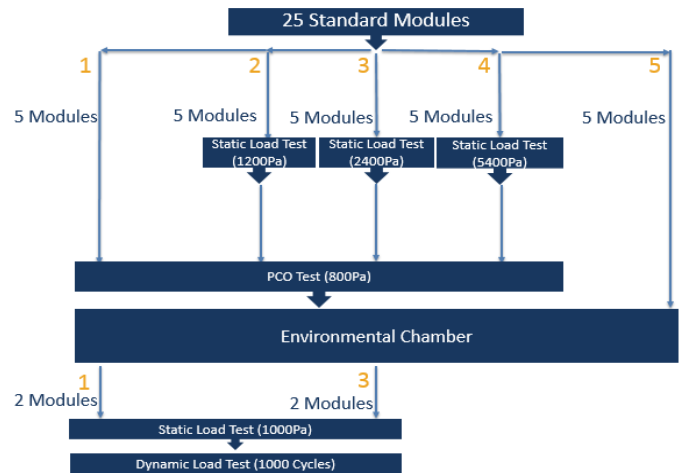 25 Standard Modules
1
2
3
4
5
5 Modules
5 Modules
5 Modules
5 Modules
5 Modules
Static Load Test
(1200Pa)
Static Load Test
(2400Pa)
Static Load Test
(5400Pa)
PCO Test (800Pa)
Environmental Chamber
1
3
2 Modules
2 Modules
Static Load Test (1000Pa)
Dynamic Load Test (1000 Cycles)